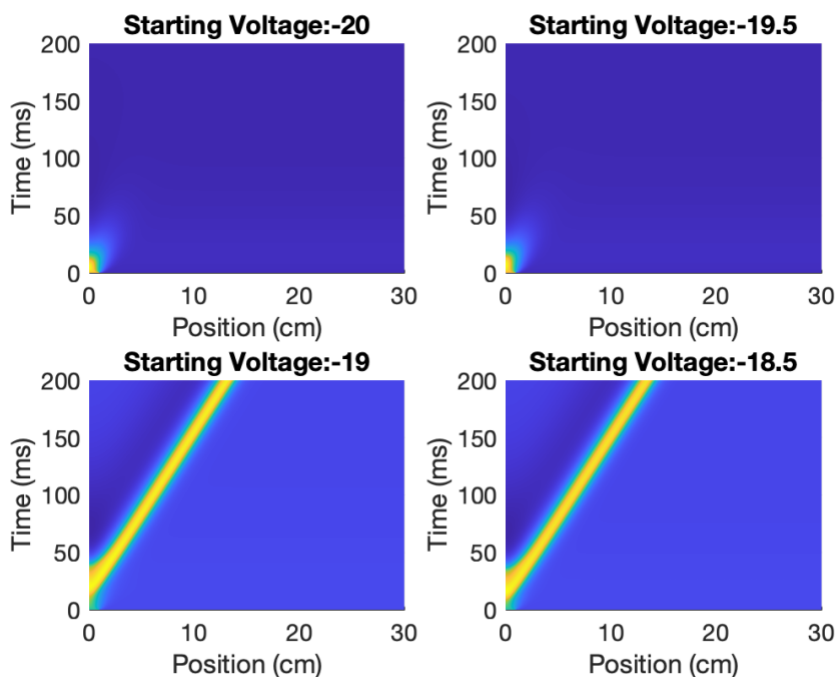 Starting Voltage:-20
200
150
100
50
0
Time (ms)
0 10 20 30
Position (cm)
Starting Voltage:-19.5
200
150
100
50
0
Time (ms)
0 10 20 30
Position (cm)
Starting Voltage:-19
200
150
100
50
0
Time (ms)
0 10 20 30
Position (cm)
Starting Voltage:-18.5
200
150
100
50
0
Time (ms)
0 10 20 30
Position (cm)